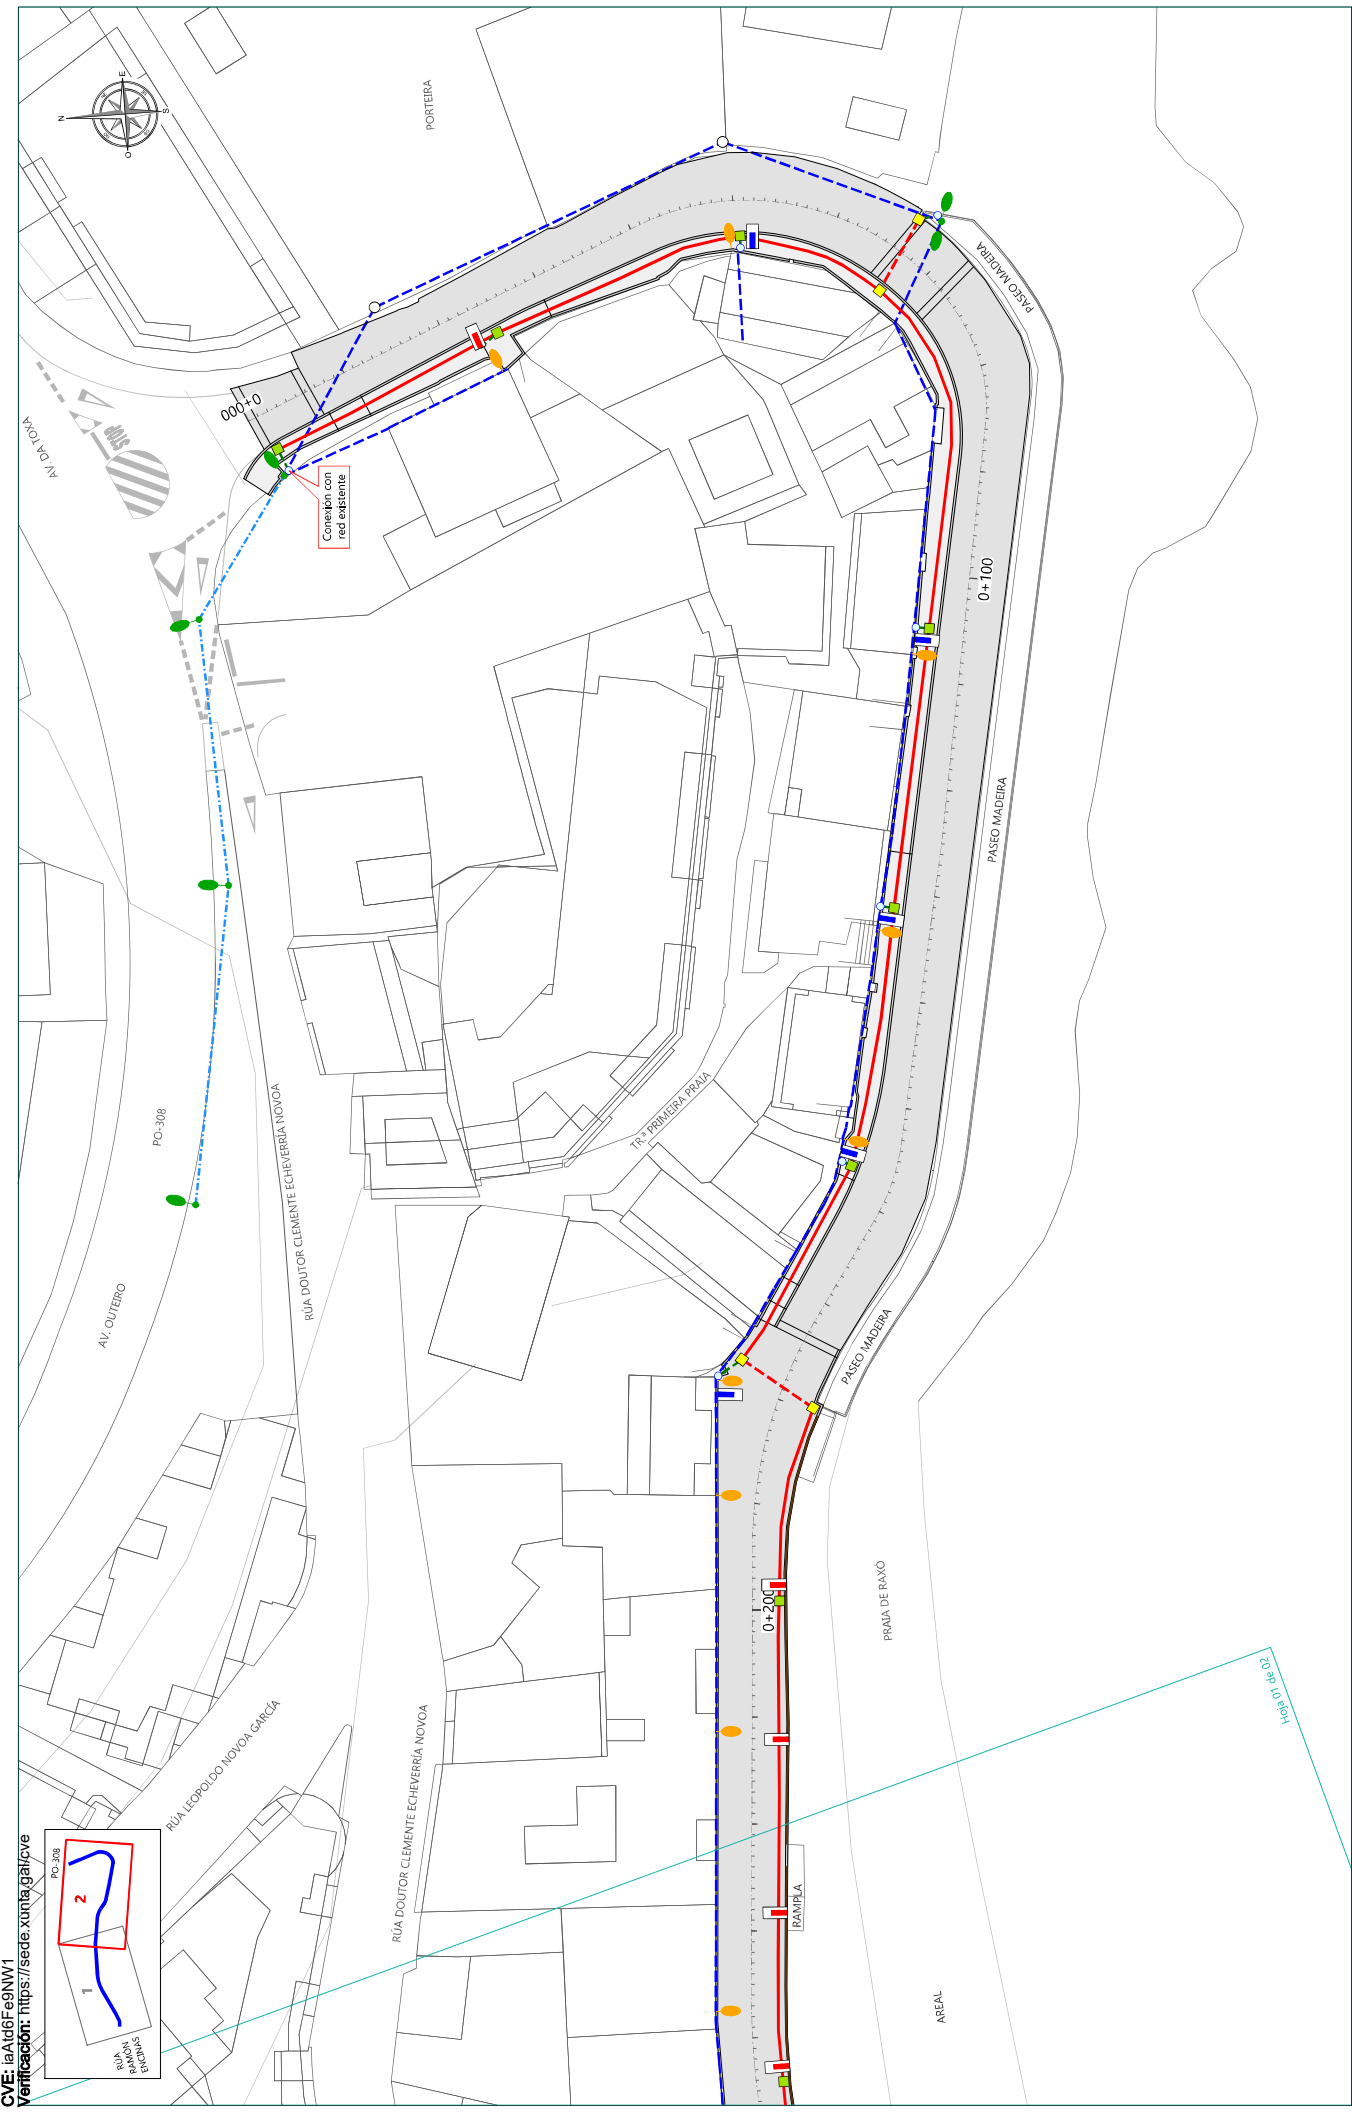 E
N
S
O
PORTEIRA
PASEO MADEIRA
0+000
AV. DA TOXA
stop
Conexión con
red existente
0+100
PASEO MADEIRA
TR.ª PRIMEIRA PRAIA
PO-308
RÚA DOUTOR CLEMENTE ECHEVERRÍA NOVOA
AV. OUTEIRO
PASEO MADEIRA
0+200
PRAIA DE RAXÓ
Hoja 01 de 02
RÚA LEOPOLDO NOVOA GARCÍA
RÚA DOUTOR CLEMENTE ECHEVERRÍA NOVOA
RAMPLA
AREAL
PO-308
2
1
RÚA
RAMÓN
ENCINAS
CVE: iaAtd6Fe9NW1
Verificación: https://sede.xunta.gal/cve